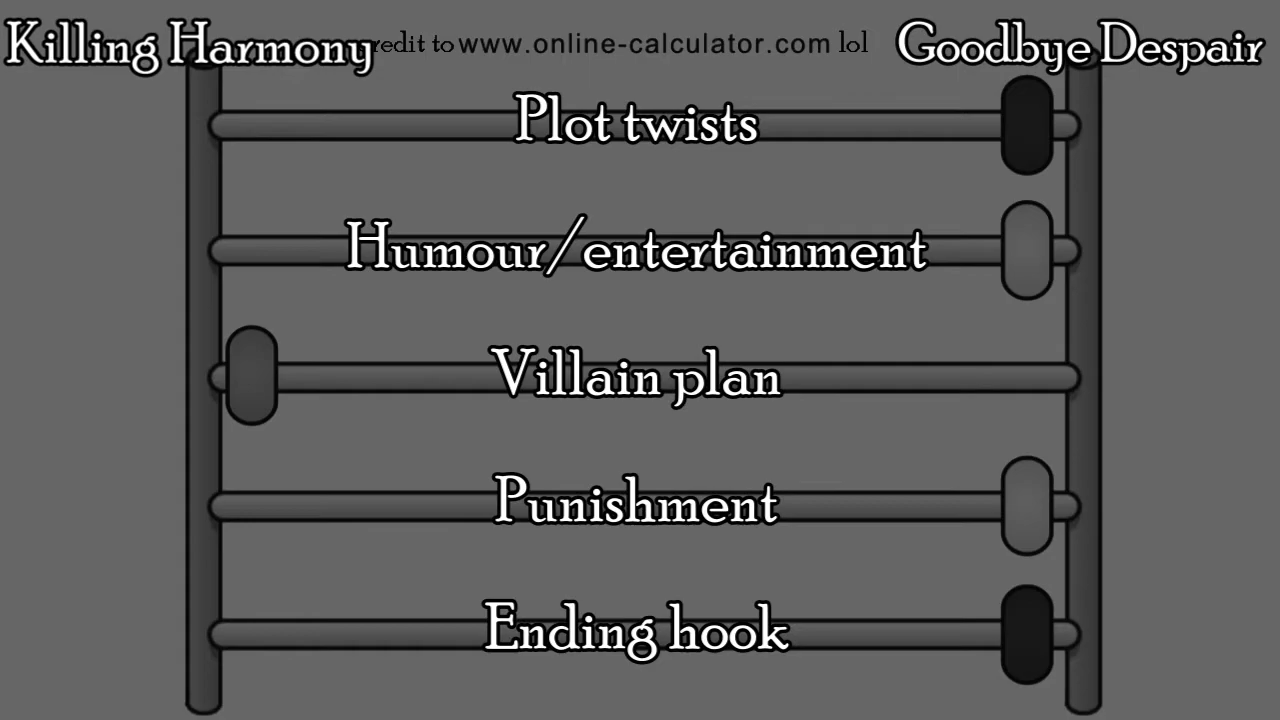 Killing Harmony
edit to www.online-calculator.com lol
Goodbye Despair
Plot twists
Humour/entertainment
Villain plan
Punishment
Ending hook